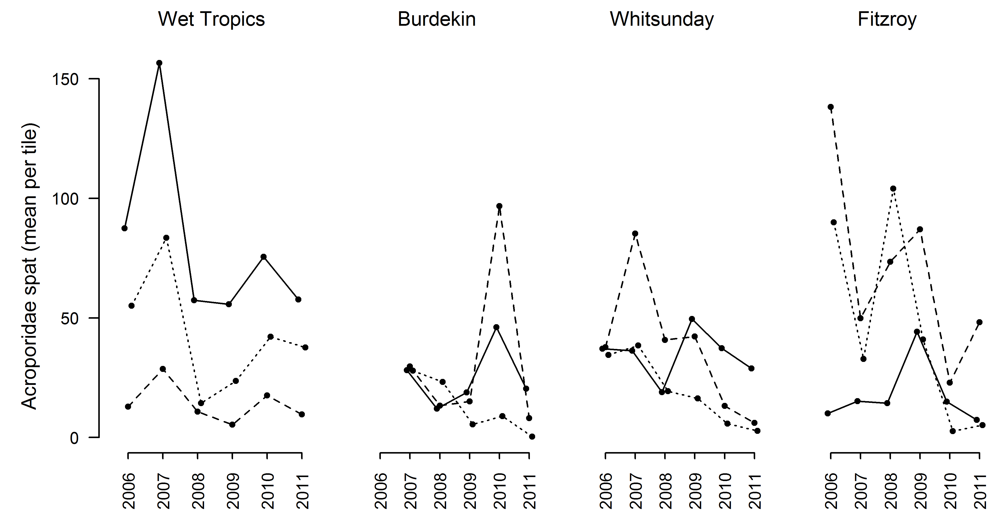 Wet Tropics Burdekin Whitsunday Fitzroy
Acroporidae spat (mean per tile)
150
100
50
0
2006 2007 2008 2009 2010 2011 2006 2007 2008 2009 2010 2011 2006 2007 2008 2009 2010 2011 2006 2007 2008 2009 2010 2011